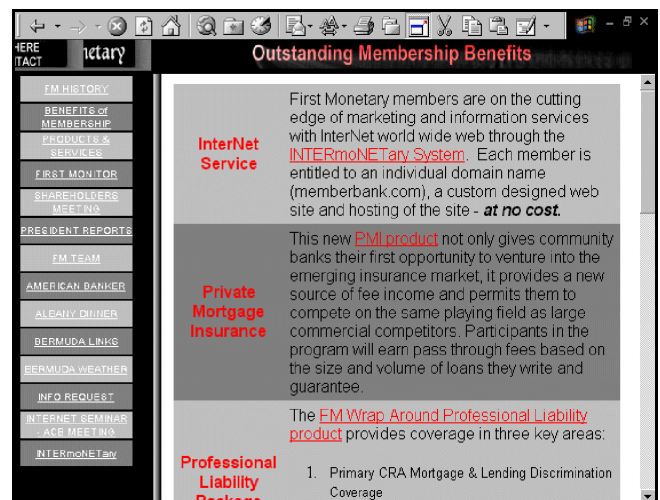 HERE
TACT
netary
Outstanding Membership Benefits
FM HISTORY
BENEFITS of
MEMBERSHIP
PRODUCTS &
SERVICES
FIRST MONITOR
SHAREHOLDERS
MEETING
PRESIDENT REPORTS
FM TEAM
AMERICAN BANKER
ALBANY DINNER
BERMUDA LINKS
BERMUDA WEATHER
INFO REQUEST
INTERNET SEMINAR
- ACB MEETING
INTERmoNETary
InterNet
Service
First Monetary members are on the cutting
edge of marketing and information services
with InterNet world wide web through the
INTERmoNETary System. Each member is
entitled to an individual domain name
(memberbank.com), a custom designed web
site and hosting of the site - at no cost.
Private
Mortgage
Insurance
This new PMI product not only gives community
banks their first opportunity to venture into the
emerging insurance market, it provides a new
source of fee income and permits them to
compete on the same playing field as large
commercial competitors. Participants in the
program will earn pass through fees based on
the size and volume of loans they write and
guarantee.
Professional
Liability
Package
The FM Wrap Around Professional Liability
product provides coverage in three key areas:
1. Primary CRA Mortgage & Lending Discrimination
Coverage